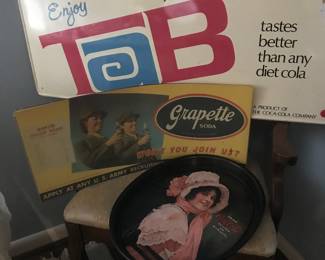 Enjoy
TaB
tastes
better
than any
diet cola
A PRODUCT OF
THE COCA-COLA COMPANY
Grapette
SODA
YOU JOIN US?
APPLY AT ANY U.S. ARMY RECRUITING